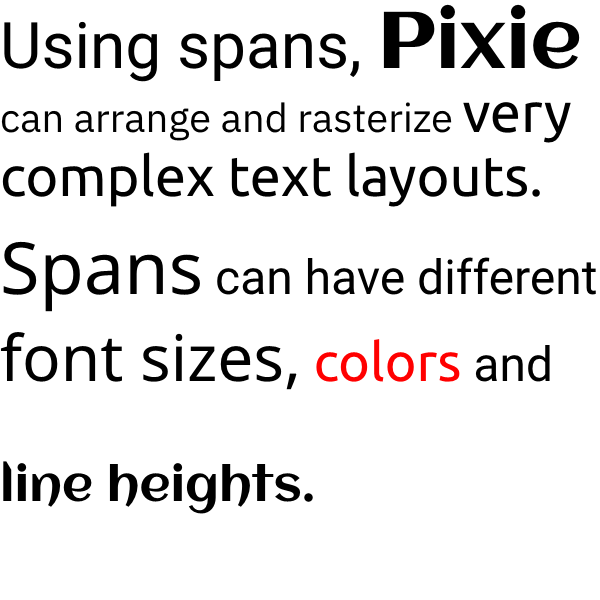 Using spans, Pixie
can arrange and rasterize very
complex text layouts.
Spans can have different
font sizes, colors and
line heights.